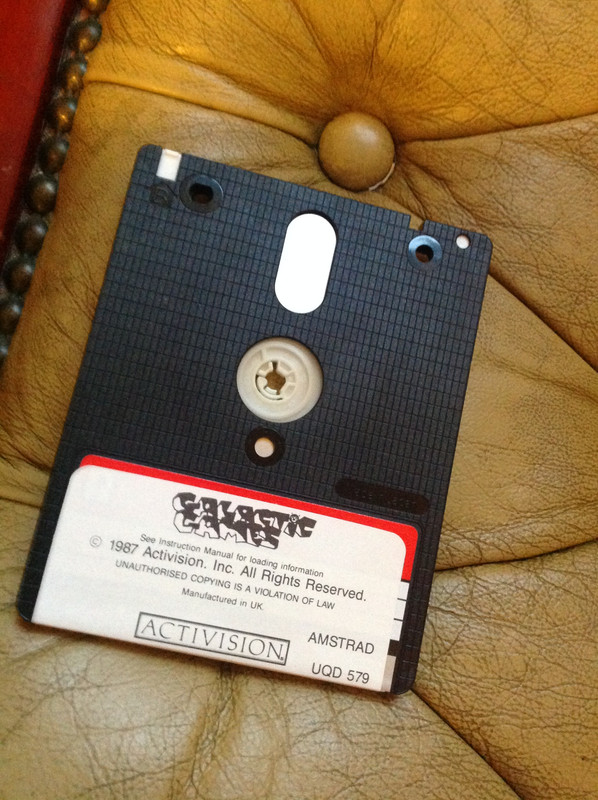 GALACTIC
GAMES
See Instruction Manual for loading information
© 1987 Activision. Inc. All Rights Reserved.
UNAUTHORISED COPYING IS A VIOLATION OF LAW
Manufactured in UK
ACTIVISION
AMSTRAD
UQD 579